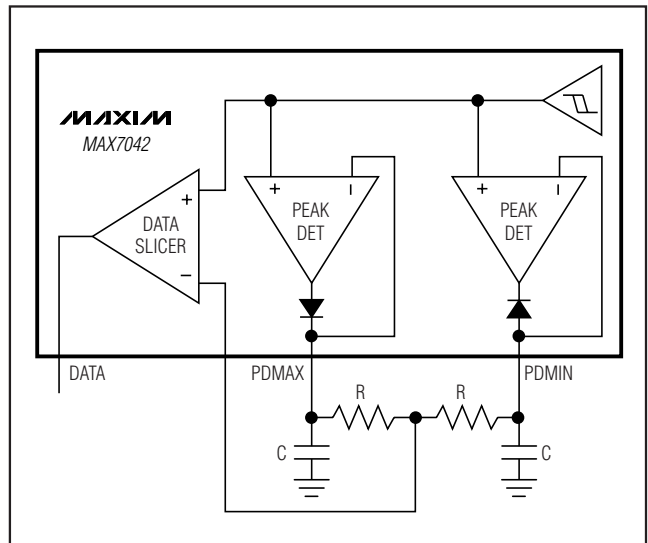 MAXIM
MAX7042
DATA
SLICER
+
−
PEAK
DET
+
−
PEAK
DET
+
−
DATA
PDMAX
PDMIN
R
R
C
C